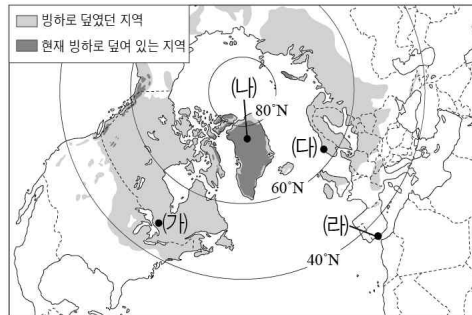 빙하로 덮였던 지역
현재 빙하로 덮여 있는 지역
(나)
80°N
(다)
60°N
(가)
(라)
40°N